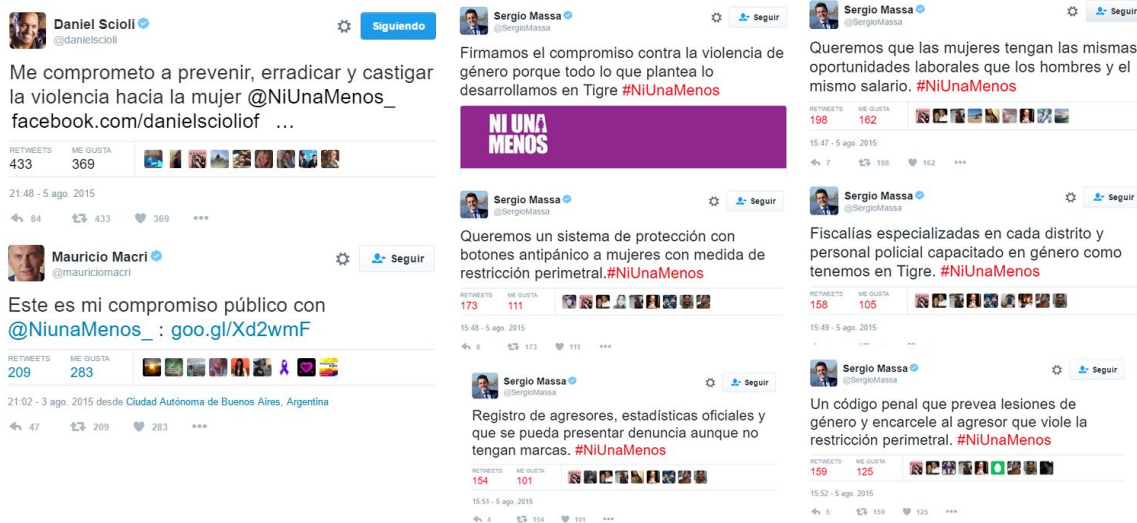 Daniel Scioli
@danielscioli
Siguiendo
Me comprometo a prevenir, erradicar y castigar
la violencia hacia la mujer @NiUnaMenos_
facebook.com/danielscioliof ...
RETWEETS ME GUSTA
433 369
21:48 - 5 ago. 2015
84 433 369
Mauricio Macri
@mauriciomacri
Seguir
Este es mi compromiso público con
@NiunaMenos_ : goo.gl/Xd2wmF
RETWEETS ME GUSTA
209 283
21:02 - 3 ago. 2015 desde Ciudad Autónoma de Buenos Aires, Argentina
47 209 283
Sergio Massa
@SergioMassa
Seguir
Firmamos el compromiso contra la violencia de
género porque todo lo que plantea lo
desarrollamos en Tigre #NiUnaMenos
NI UNA
MENOS
Sergio Massa
@SergioMassa
Seguir
Queremos un sistema de protección con
botones antipánico a mujeres con medida de
restricción perimetral.#NiUnaMenos
RETWEETS ME GUSTA
173 111
15:48 - 5 ago. 2015
8 173 111
Sergio Massa
@SergioMassa
Seguir
Registro de agresores, estadísticas oficiales y
que se pueda presentar denuncia aunque no
tengan marcas. #NiUnaMenos
RETWEETS ME GUSTA
154 101
15:51 - 5 ago. 2015
4 154 101
Sergio Massa
@SergioMassa
Seguir
Queremos que las mujeres tengan las mismas
oportunidades laborales que los hombres y el
mismo salario. #NiUnaMenos
RETWEETS ME GUSTA
198 162
15:47 - 5 ago. 2015
7 198 162
Sergio Massa
@SergioMassa
Seguir
Fiscalías especializadas en cada distrito y
personal policial capacitado en género como
tenemos en Tigre. #NiUnaMenos
RETWEETS ME GUSTA
158 105
15:49 - 5 ago. 2015
Sergio Massa
@SergioMassa
Seguir
Un código penal que prevea lesiones de
género y encarcele al agresor que viole la
restricción perimetral. #NiUnaMenos
RETWEETS ME GUSTA
159 125
15:52 - 5 ago. 2015
5 159 125